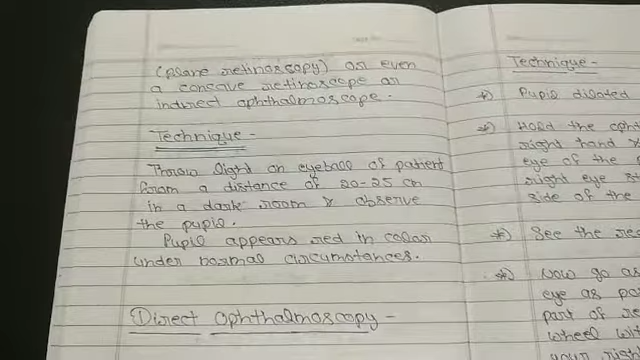 (plane retinoscopy) or even
a concave retinoscope or
indirect ophthalmoscope.
Technique -
Throw light on eyeball of patient
from a distance of 20-25 cm
in a dark room & observe
the pupil.
Pupil appears red in color
under normal circumstances.
① Direct Ophthalmoscopy -
Technique -
*) Pupil dilated
*) Hold the opht
right hand &
eye of the
right eye
side of the
*) See the
*) Now go as
eye as
part of
wheel
your